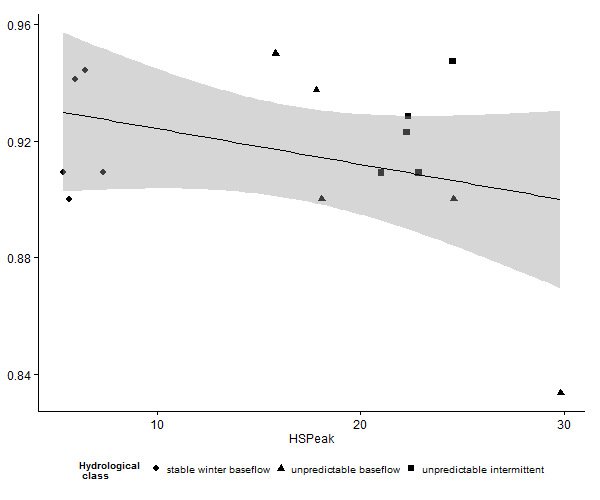 0.96
0.92
0.88
0.84
10 20 30
HSPeak
Hydrological class stable winter baseflow unpredictable baseflow unpredictable intermittent